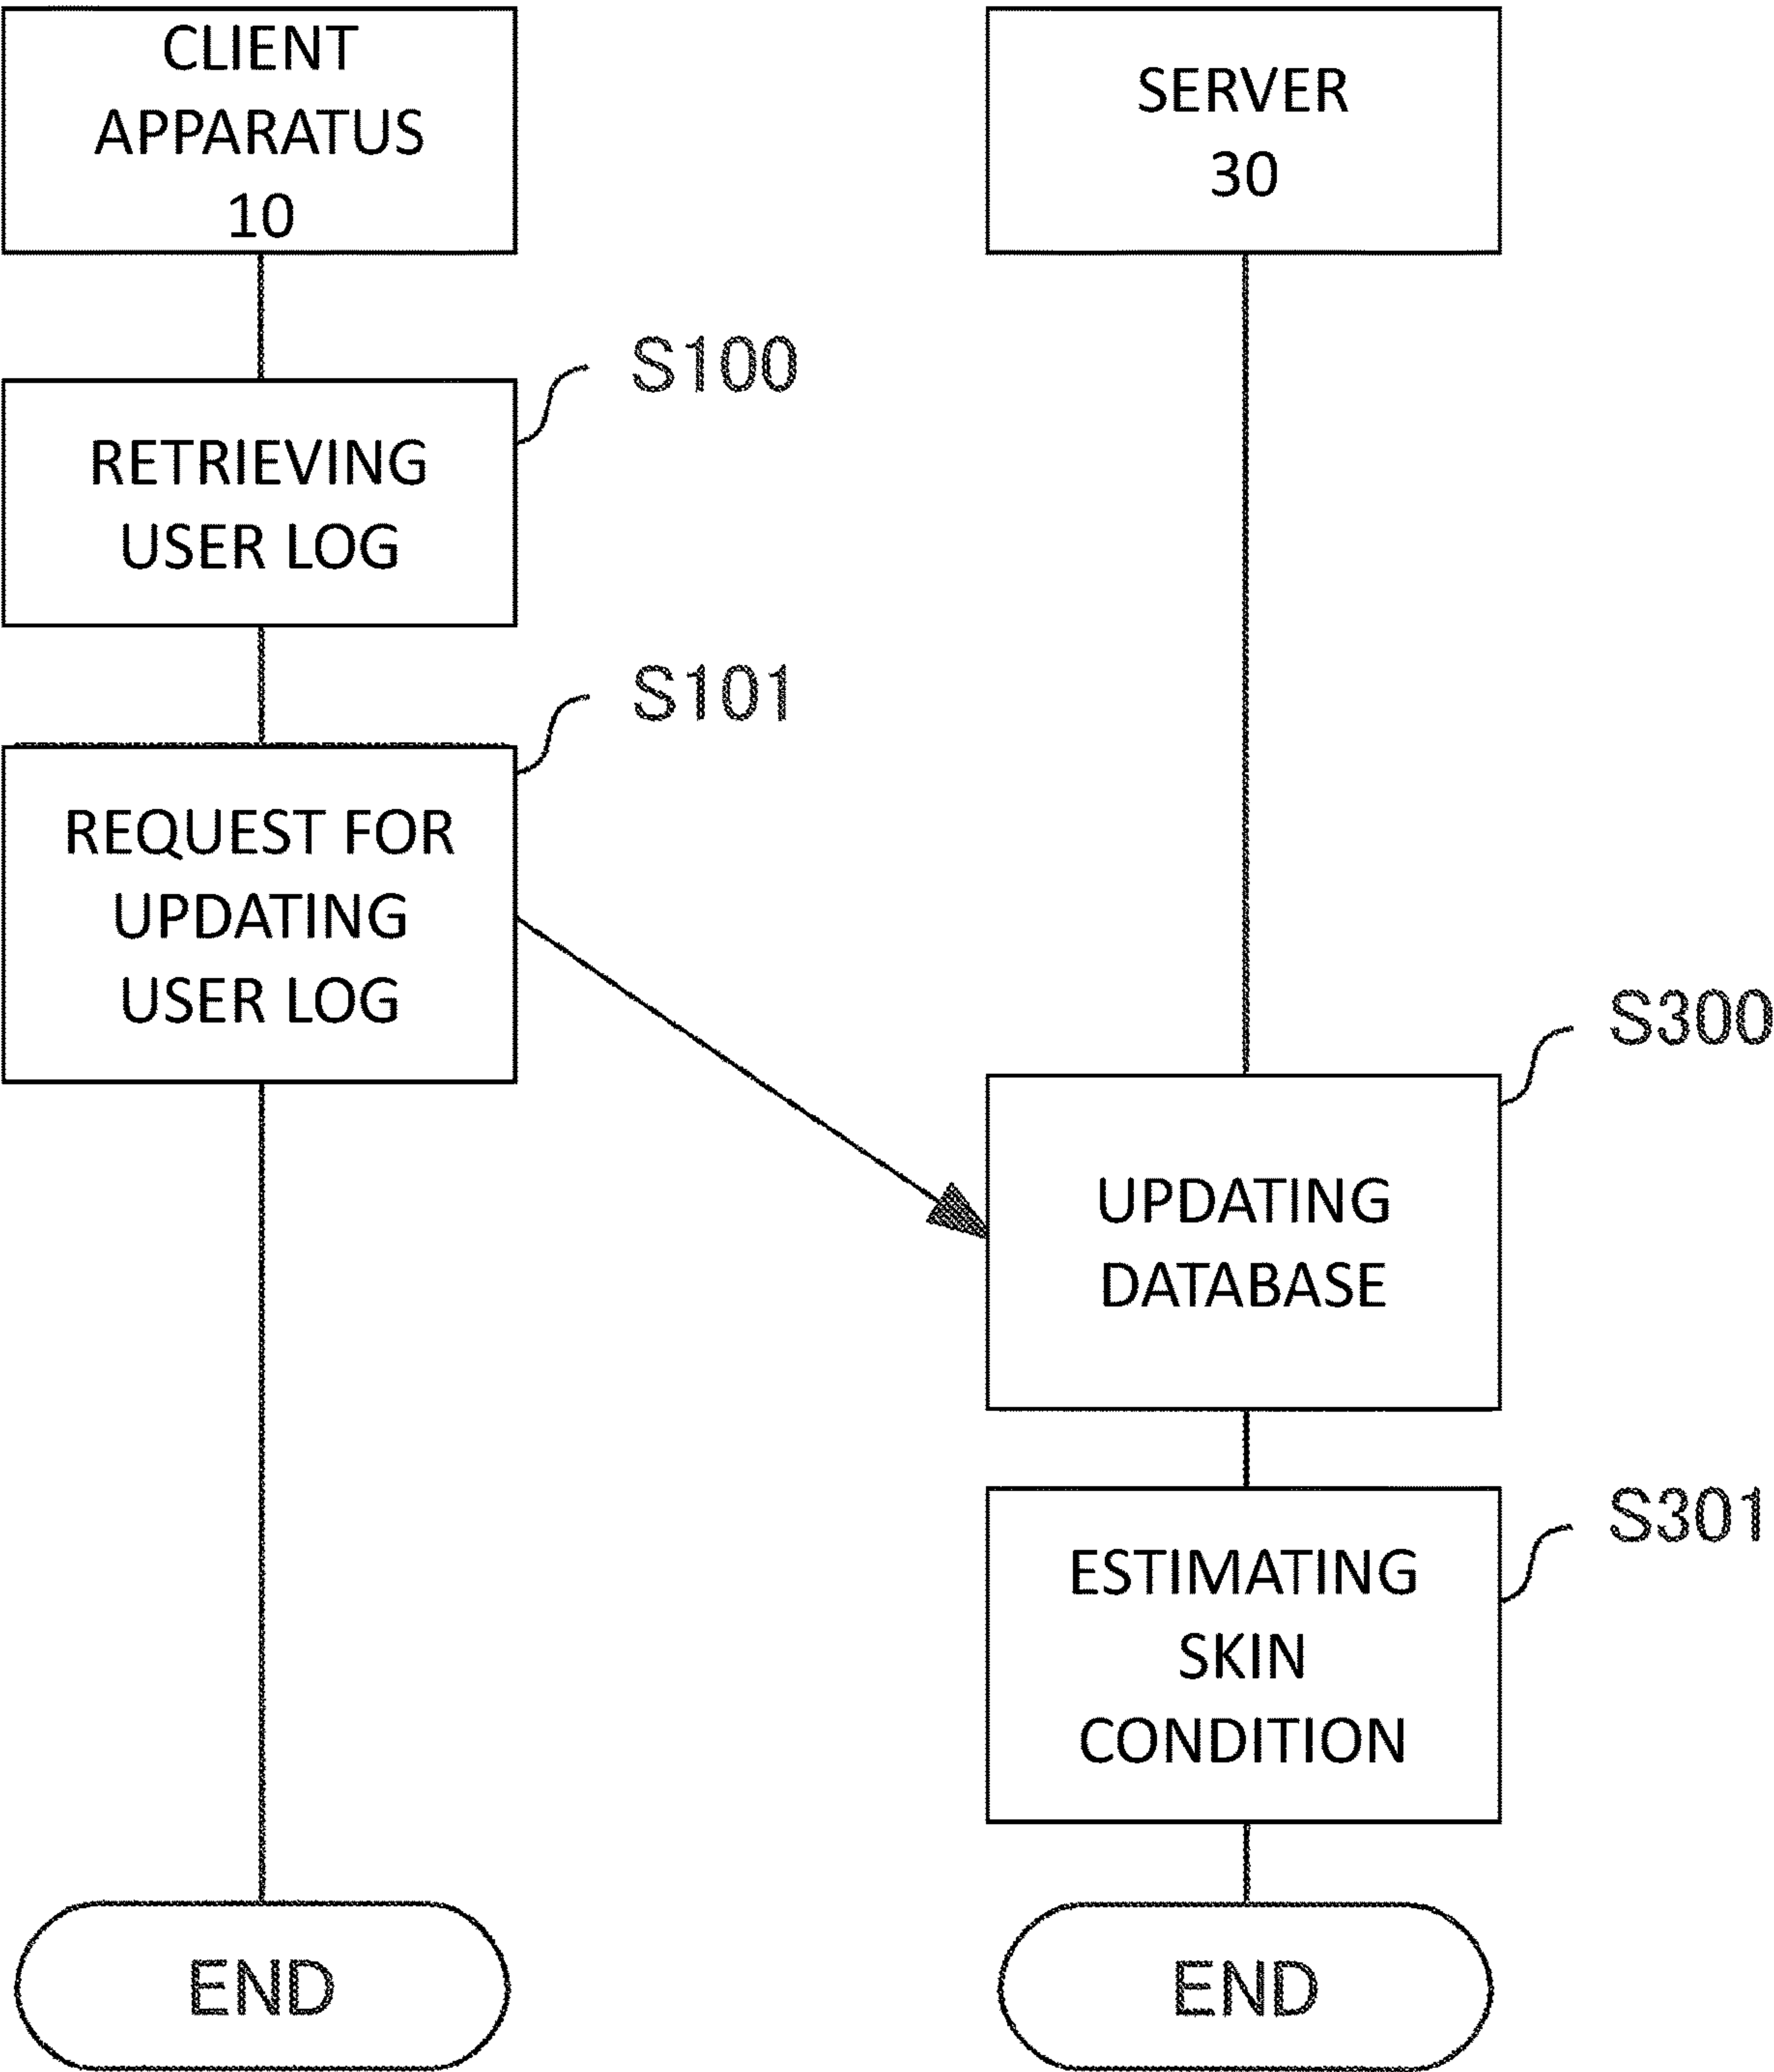 CLIENT
APPARATUS
10
S100
RETRIEVING
USER LOG
S101
REQUEST FOR
UPDATING
USER LOG
END
SERVER
30
S300
UPDATING
DATABASE
S301
ESTIMATING
SKIN
CONDITION
END